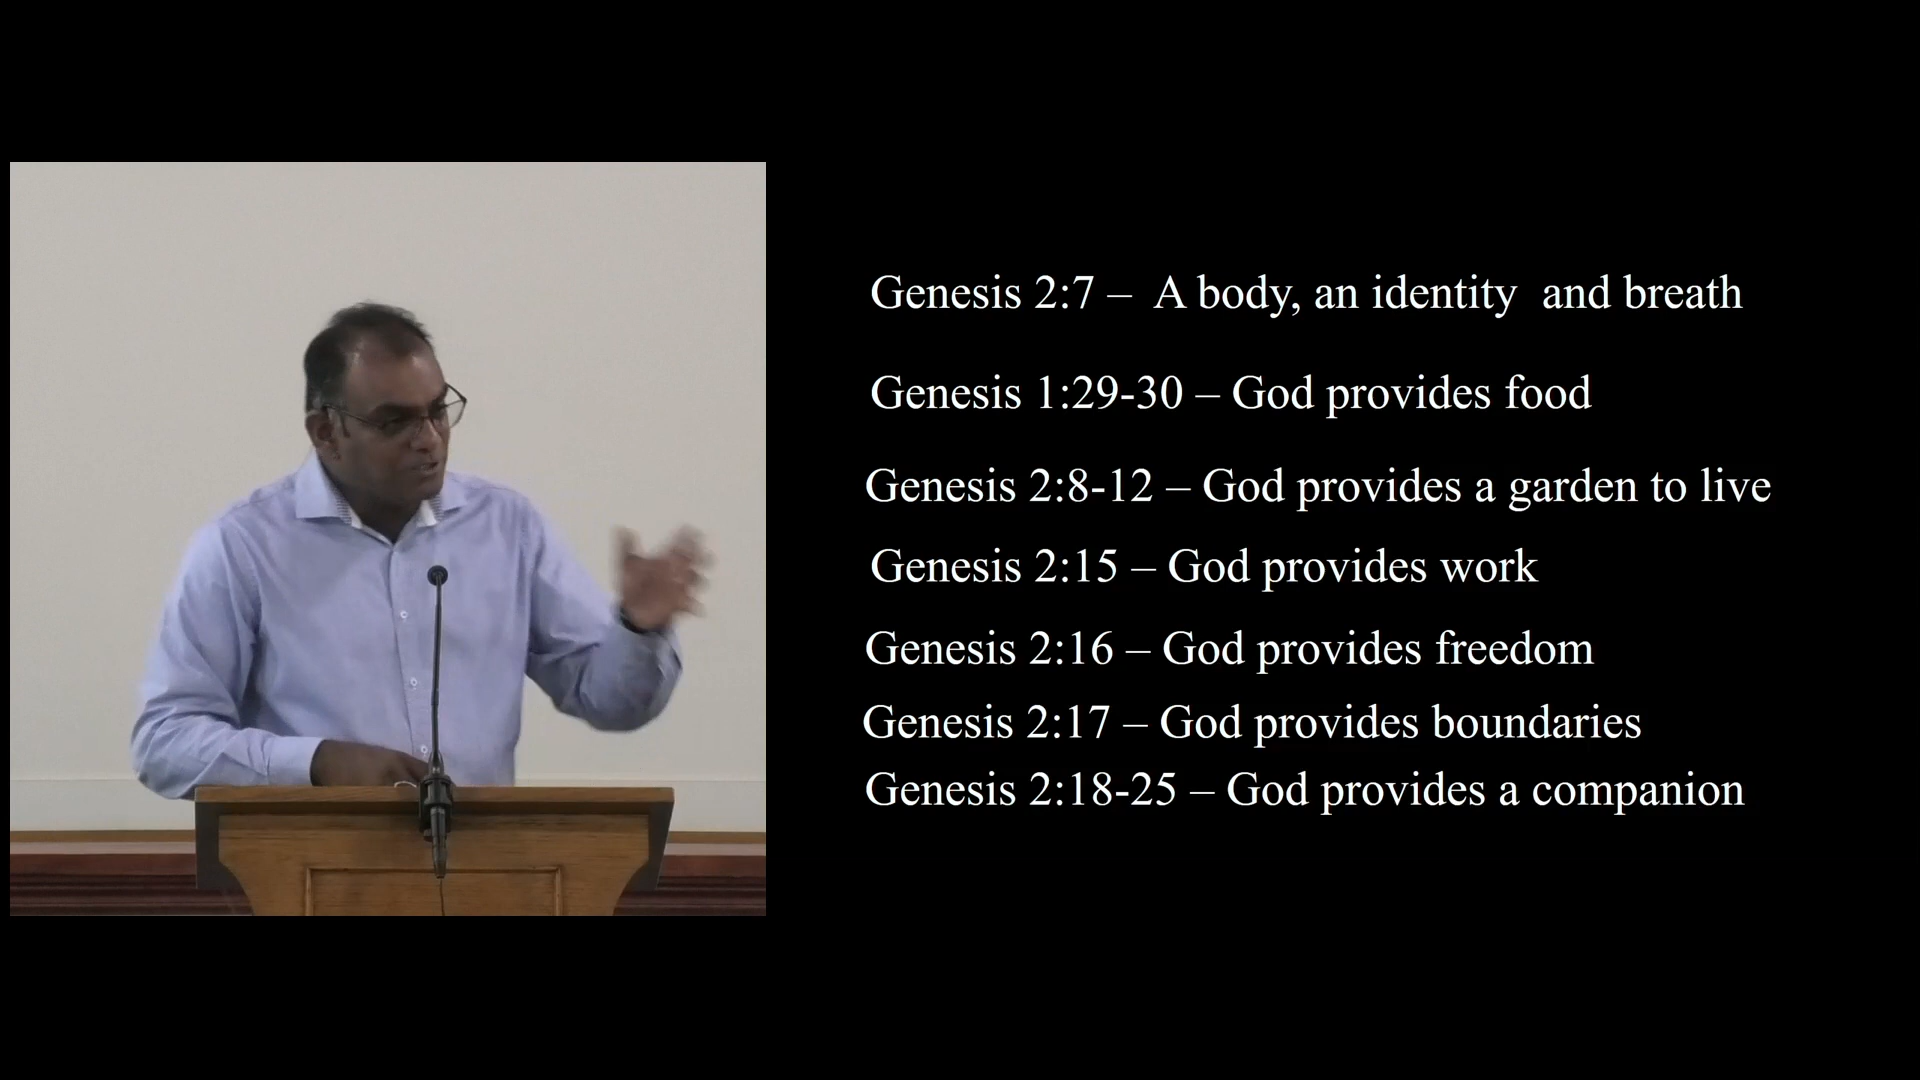 Genesis 2:7 – A body, an identity and breath
Genesis 1:29-30 – God provides food
Genesis 2:8-12 – God provides a garden to live
Genesis 2:15 – God provides work
Genesis 2:16 – God provides freedom
Genesis 2:17 – God provides boundaries
Genesis 2:18-25 – God provides a companion